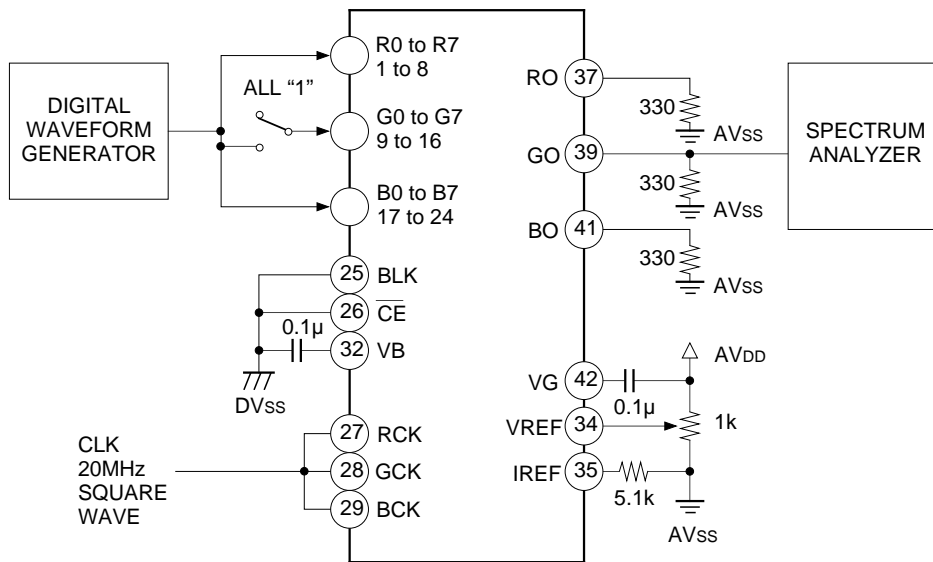 DIGITAL
WAVEFORM
GENERATOR
ALL “1”
R0 to R7
1 to 8
G0 to G7
9 to 16
B0 to B7
17 to 24
25 BLK
26 CE
0.1µ
32 VB
DVSS
CLK
20MHz
SQUARE
WAVE
27 RCK
28 GCK
29 BCK
RO 37
330
AVSS
GO 39
330
AVSS
BO 41
330
AVSS
SPECTRUM
ANALYZER
AVDD
VG 42
0.1µ
1k
VREF 34
IREF 35
5.1k
AVSS